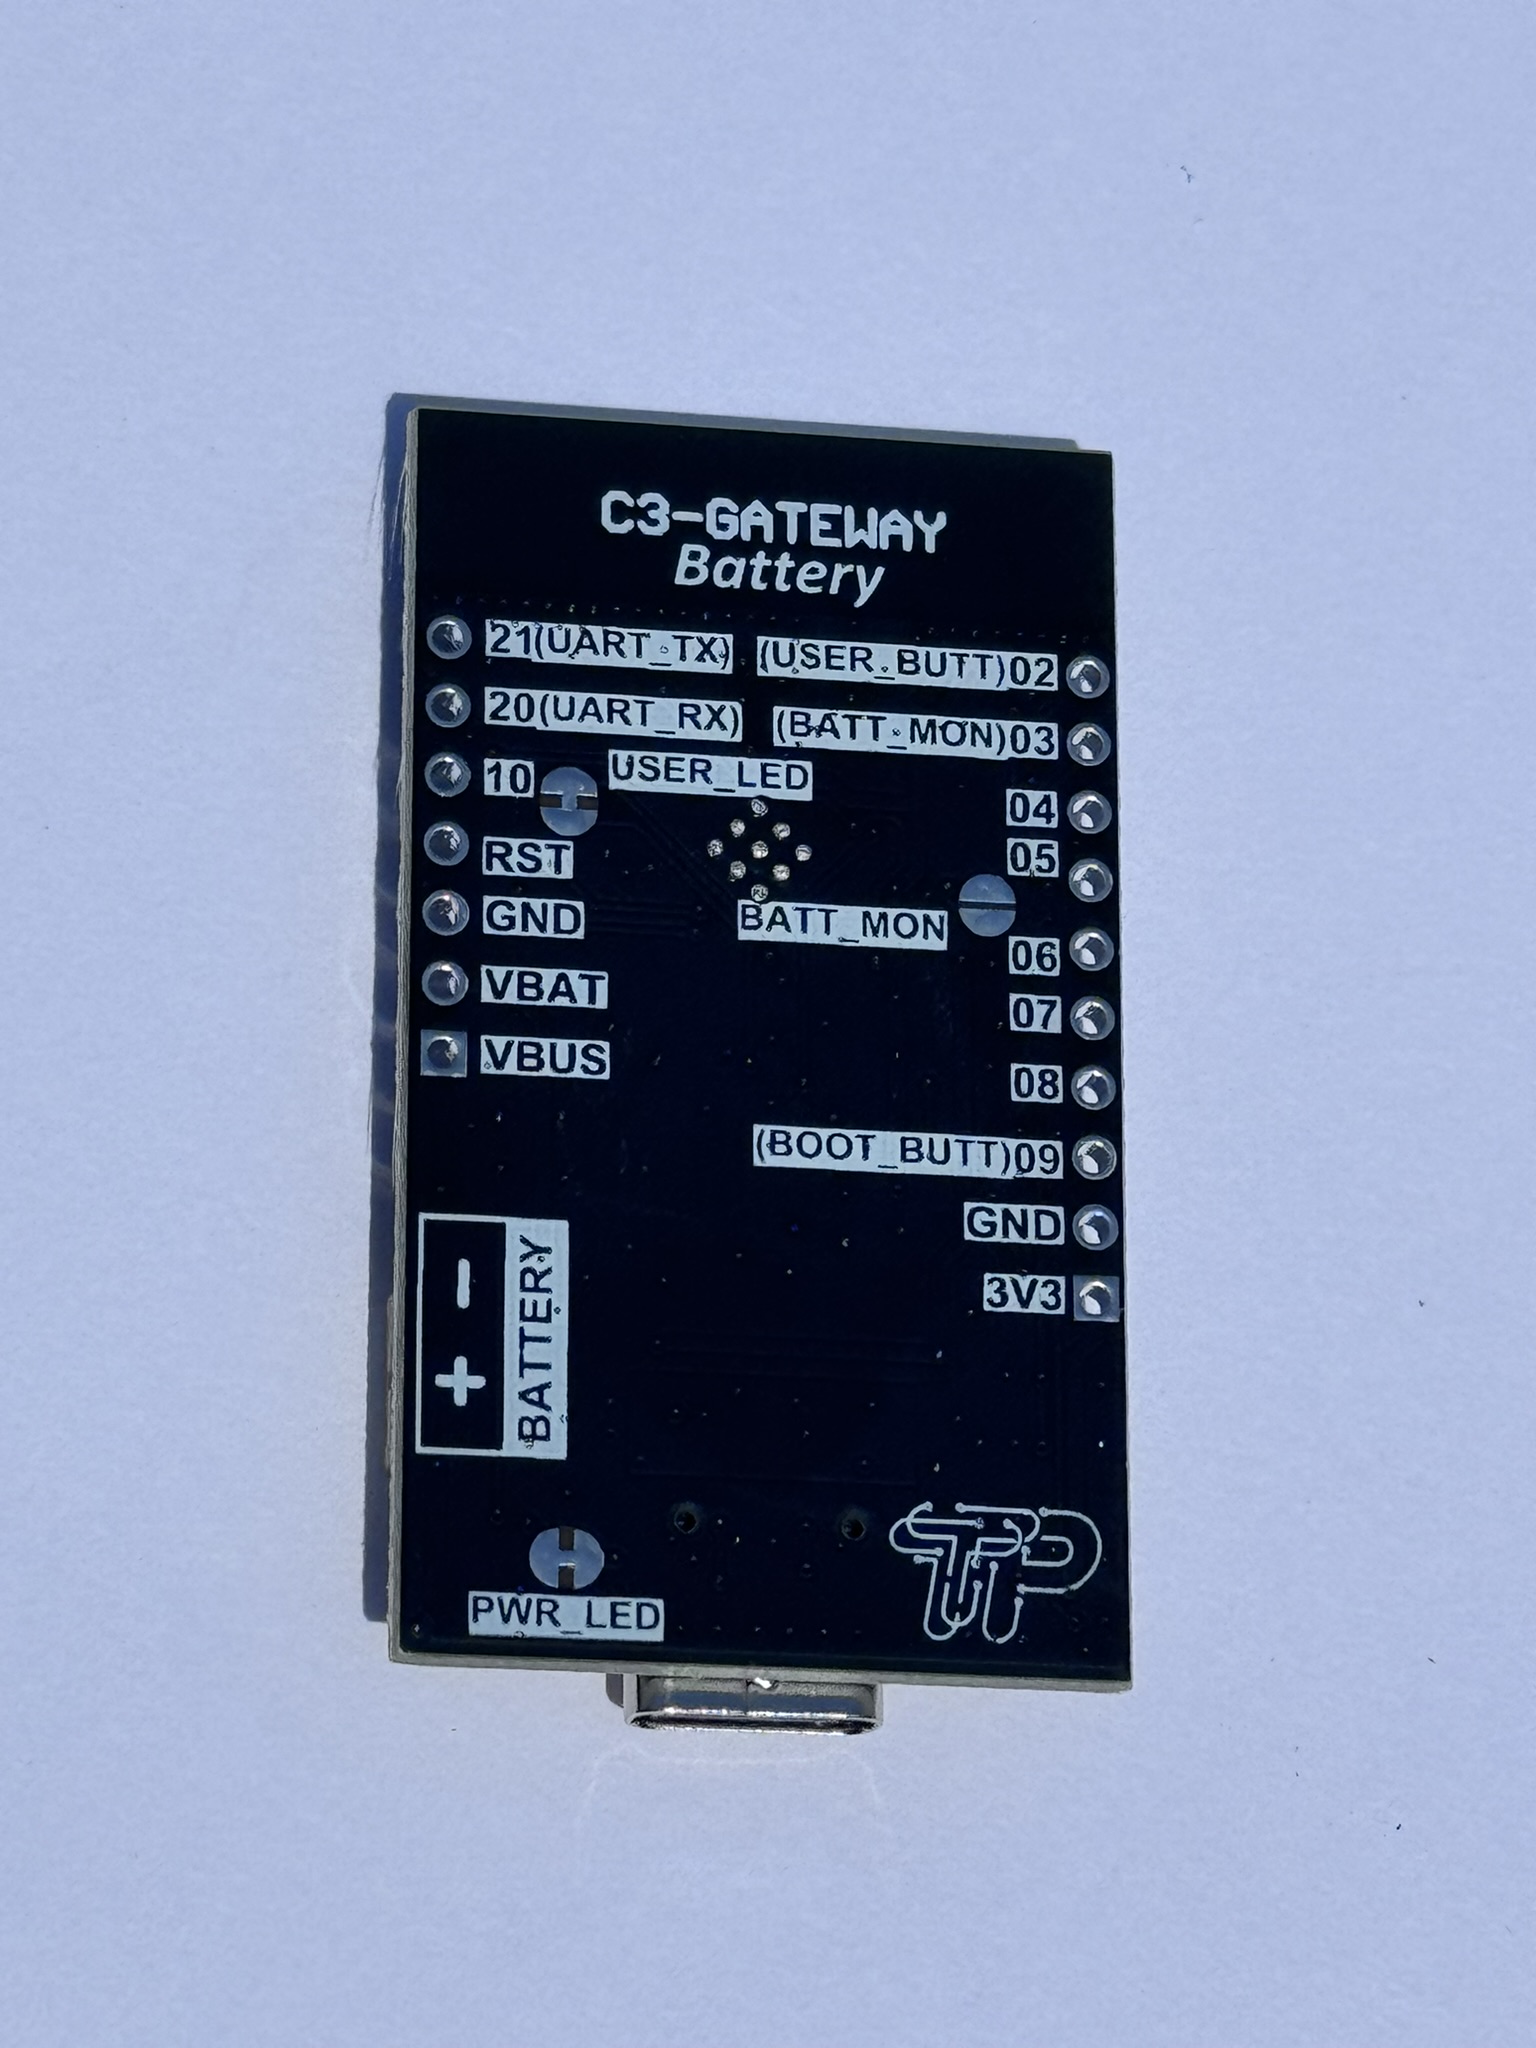 C3-GATEWAY
Battery
21(UART_TX)
(USER_BUTT)02
20(UART_RX)
(BATT_MON)03
10
USER_LED
04
RST
05
GND
BATT_MON
06
VBAT
07
VBUS
08
(BOOT_BUTT)09
GND
3V3
- +
BATTERY
PWR_LED
TP